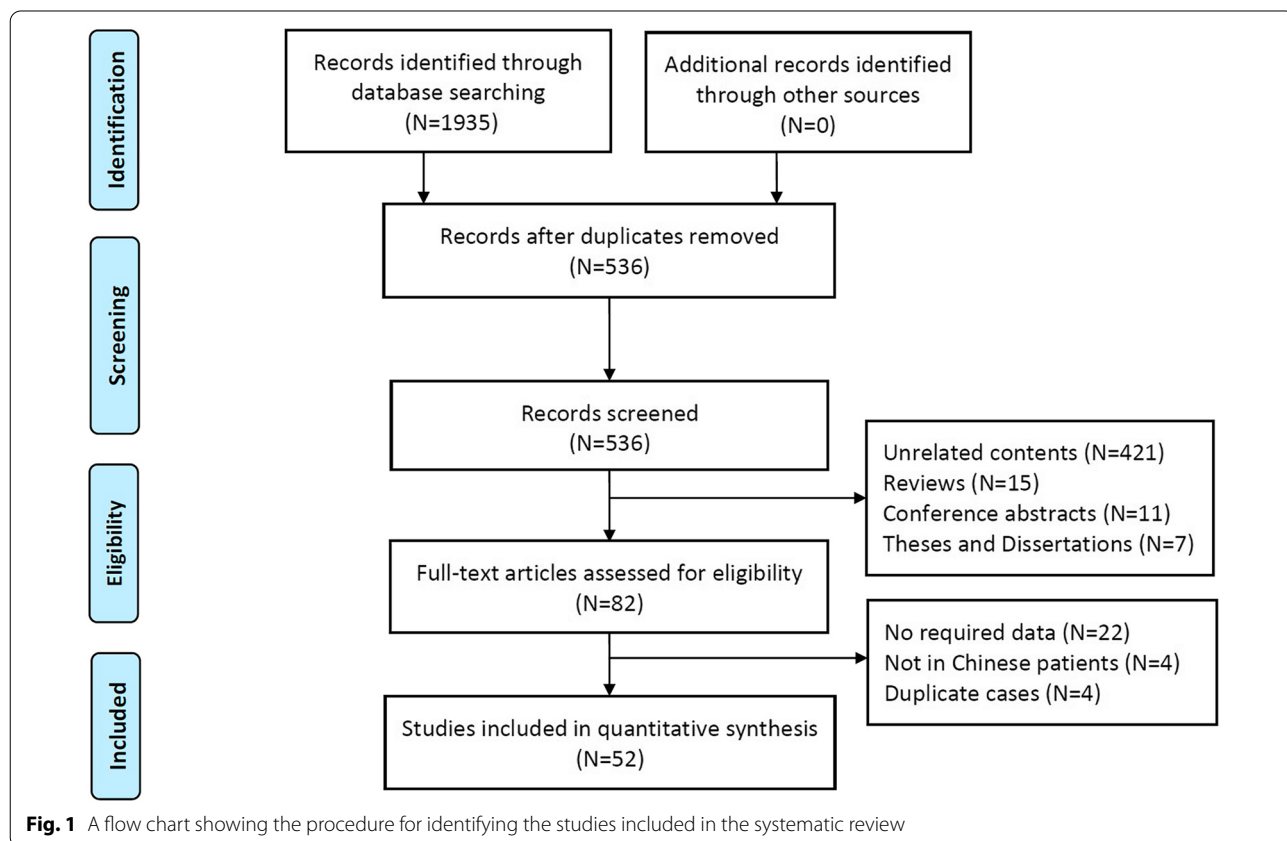 Identification
Records identified through
database searching
(N=1935)
Additional records identified
through other sources
(N=0)
Screening
Records after duplicates removed
(N=536)
Records screened
(N=536)
Unrelated contents (N=421)
Reviews (N=15)
Conference abstracts (N=11)
Theses and Dissertations (N=7)
Eligibility
Full-text articles assessed for eligibility
(N=82)
No required data (N=22)
Not in Chinese patients (N=4)
Duplicate cases (N=4)
Included
Studies included in quantitative synthesis
(N=52)
Fig. 1 A flow chart showing the procedure for identifying the studies included in the systematic review